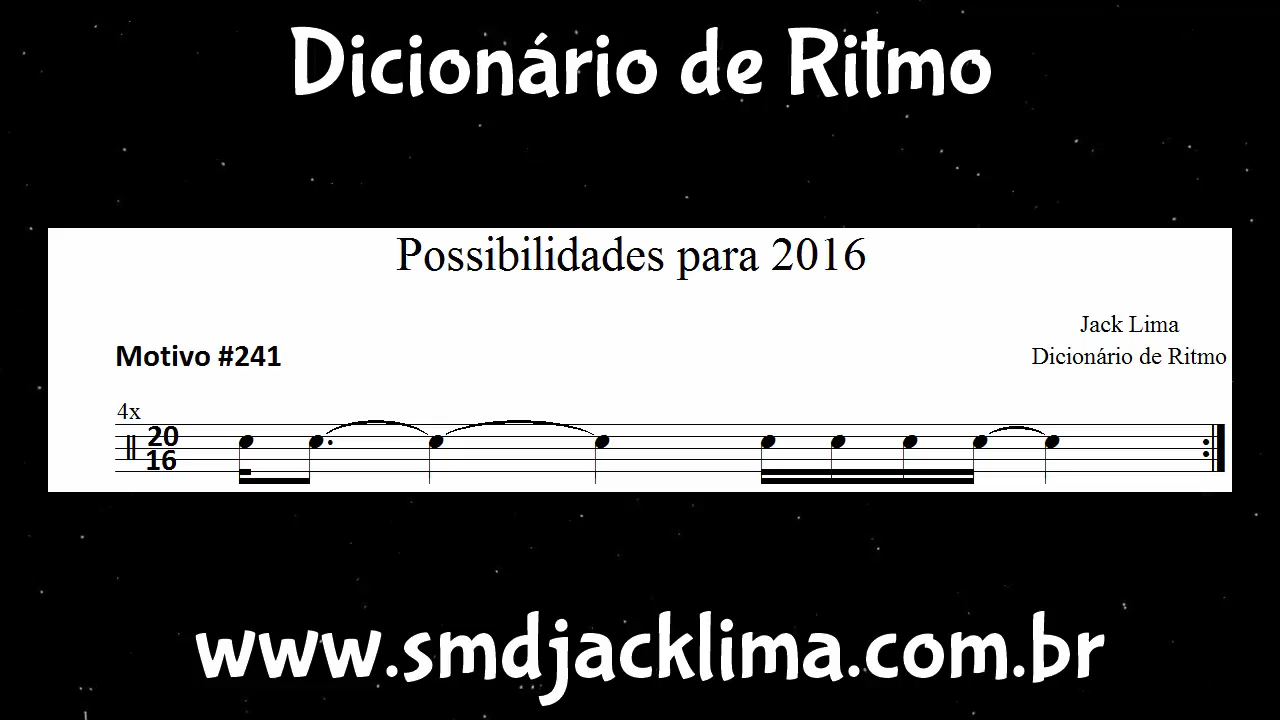 Dicionário de Ritmo
Possibilidades para 2016
Jack Lima
Motivo #241
Dicionário de Ritmo
4x
20
16
www.smdjacklima.com.br